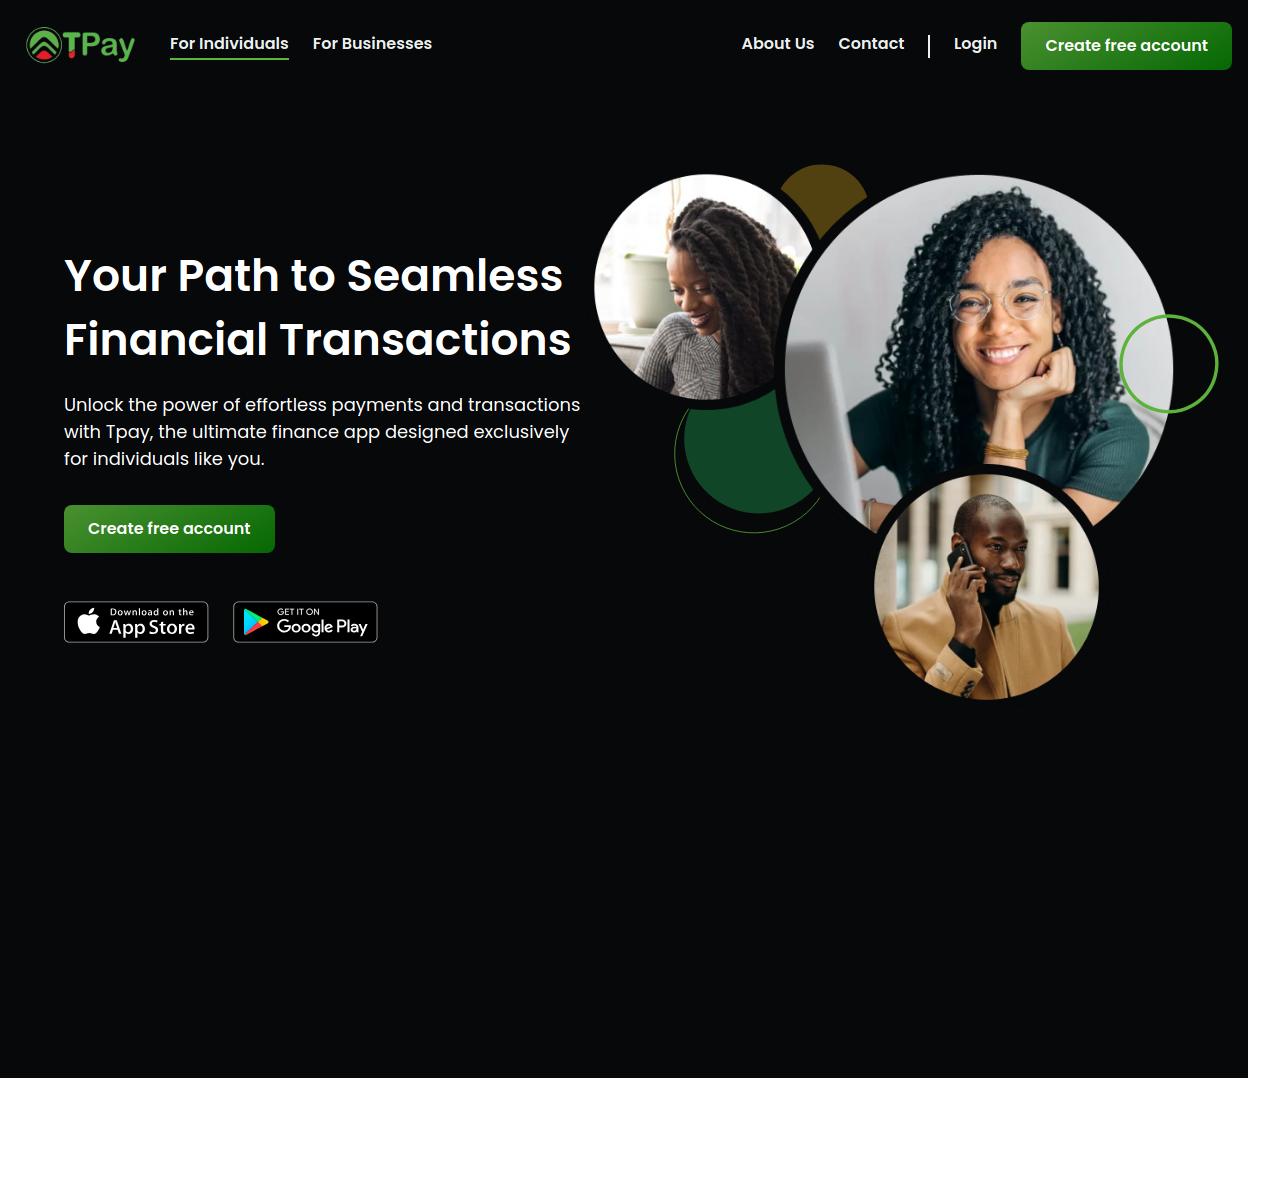 TPay
For Individuals
For Businesses
About Us
Contact
Login
Create free account
Your Path to Seamless
Financial Transactions
Unlock the power of effortless payments and transactions
with Tpay, the ultimate finance app designed exclusively
for individuals like you.
Create free account
Download on the
App Store
GET IT ON
Google Play